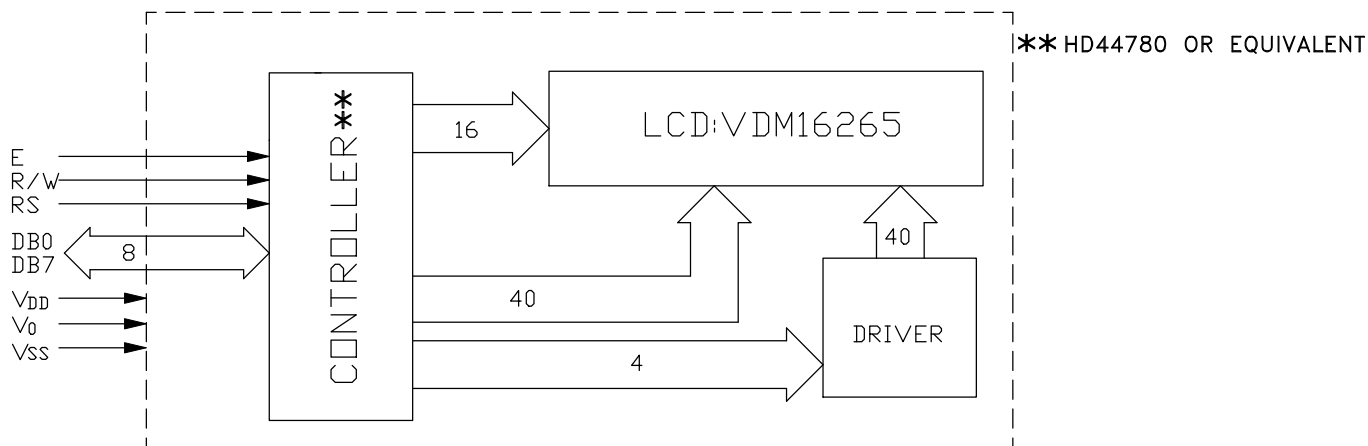 ** HD44780 OR EQUIVALENT
CONTROLLER**
LCD:VDM16265
16
E
R/W
RS
DB0
DB7
8
40
40
VDD
V0
VSS
4
DRIVER